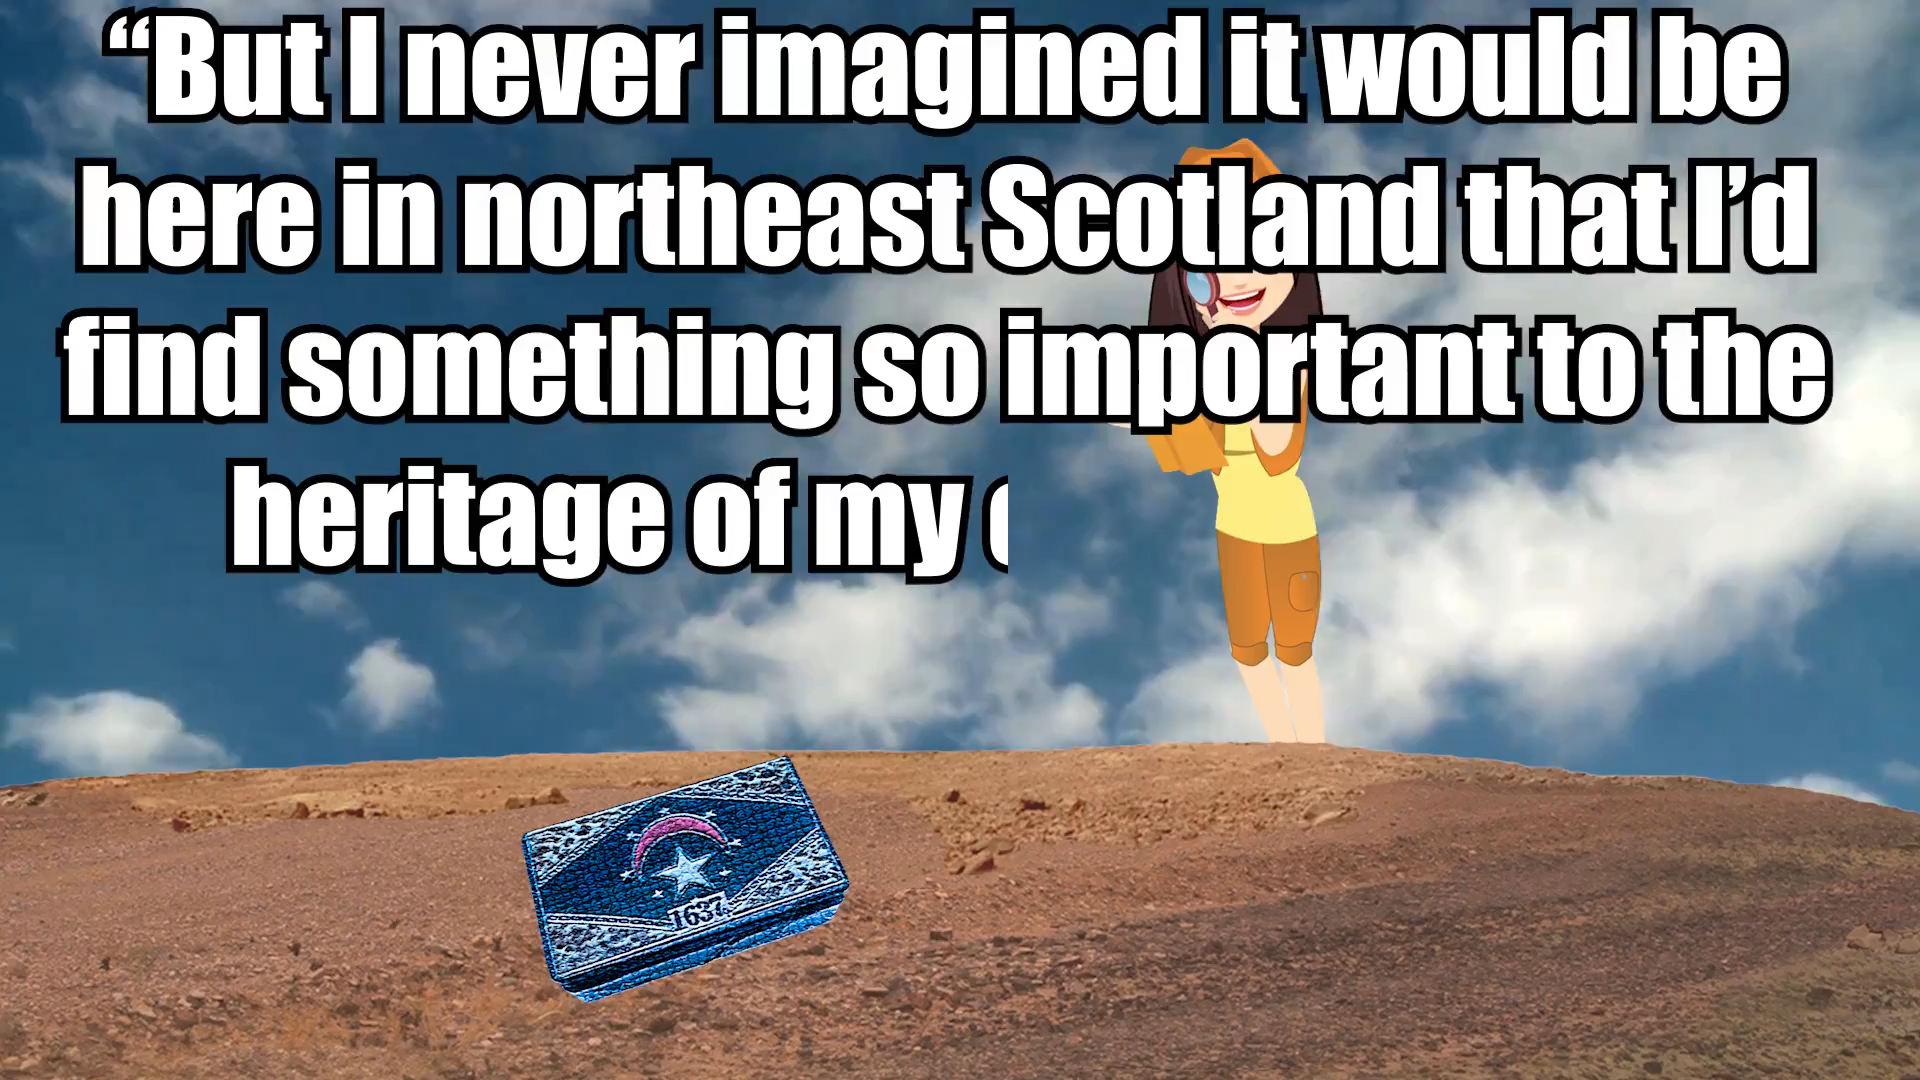 “But I never imagined it would be
here in northeast Scotland that I’d
find something so important to the
heritage of my
1637